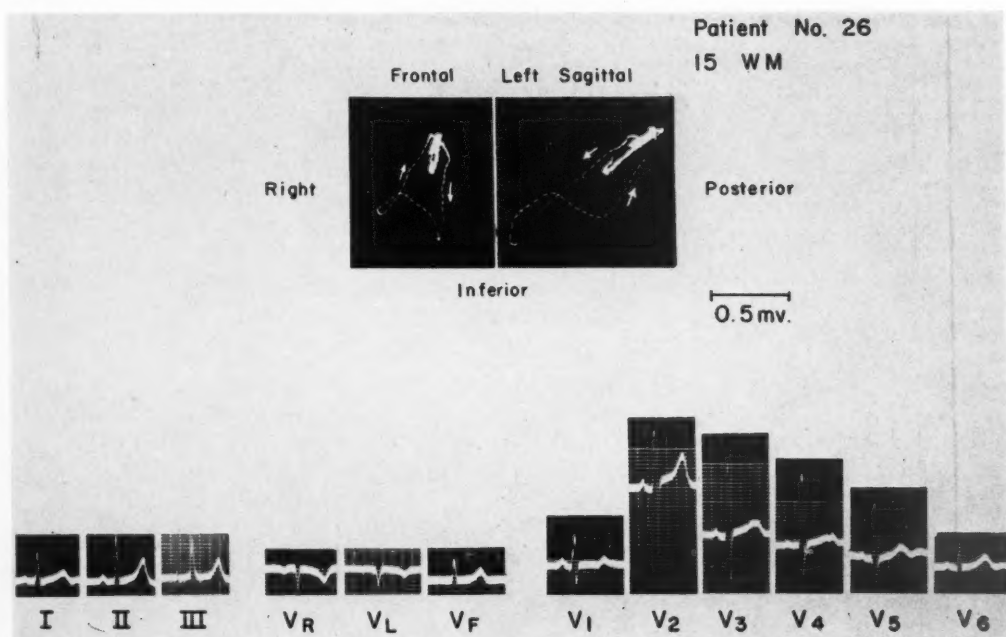 Patient No. 26
15 WM
Frontal Left Sagittal
Right Posterior
Inferior
0.5 mv.
I II III VR VL VF V1 V2 V3 V4 V5 V6